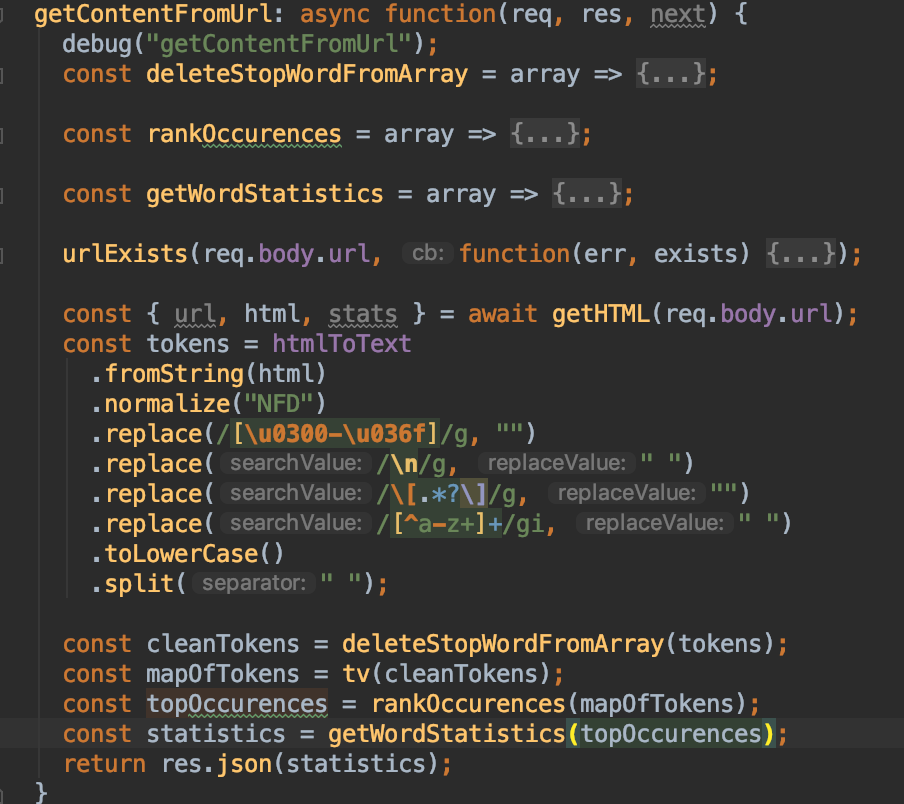 getContentFromUrl: async function(req, res, next) {
debug("getContentFromUrl");
const deleteStopWordFromArray = array => {...};
const rankOccurences = array => {...};
const getWordStatistics = array => {...};
urlExists(req.body.url, cb: function(err, exists) {...});
const { url, html, stats } = await getHTML(req.body.url);
const tokens = htmlToText
.fromString(html)
.normalize("NFD")
.replace(/[\u0300-\u036f]/g, "")
.replace( searchValue: /\n/g, replaceValue: " ")
.replace( searchValue: /\[.*?\]/g, replaceValue: "")
.replace( searchValue: /[^a-z+]+/gi, replaceValue: " ")
.toLowerCase()
.split( separator: " ");
const cleanTokens = deleteStopWordFromArray(tokens);
const mapOfTokens = tv(cleanTokens);
const topOccurences = rankOccurences(mapOfTokens);
const statistics = getWordStatistics(topOccurences);
return res.json(statistics);
}